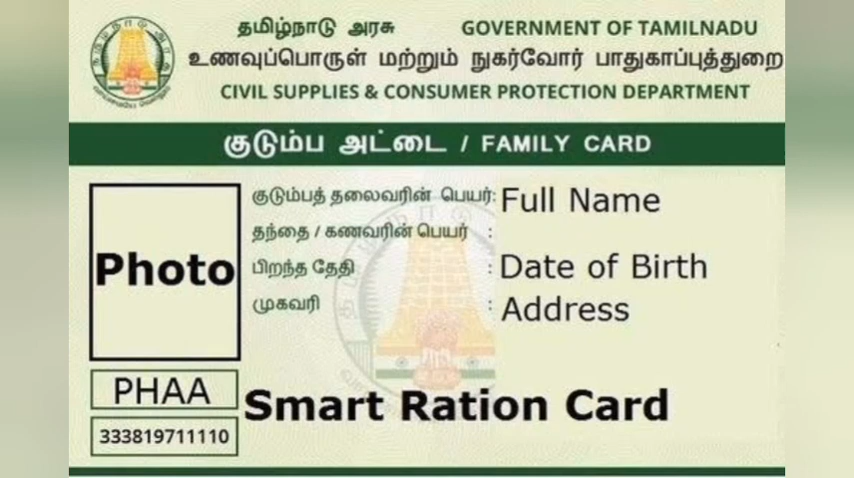 தமிழ்நாடு அரசு GOVERNMENT OF TAMILNADU
உணவுப்பொருள் மற்றும் நுகர்வோர் பாதுகாப்புத்துறை
CIVIL SUPPLIES & CONSUMER PROTECTION DEPARTMENT
குடும்ப அட்டை / FAMILY CARD
Photo
குடும்பத் தலைவரின் பெயர்: Full Name
தந்தை / கணவரின் பெயர் :
பிறந்த தேதி : Date of Birth
முகவரி : Address
PHAA
Smart Ration Card
333819711110